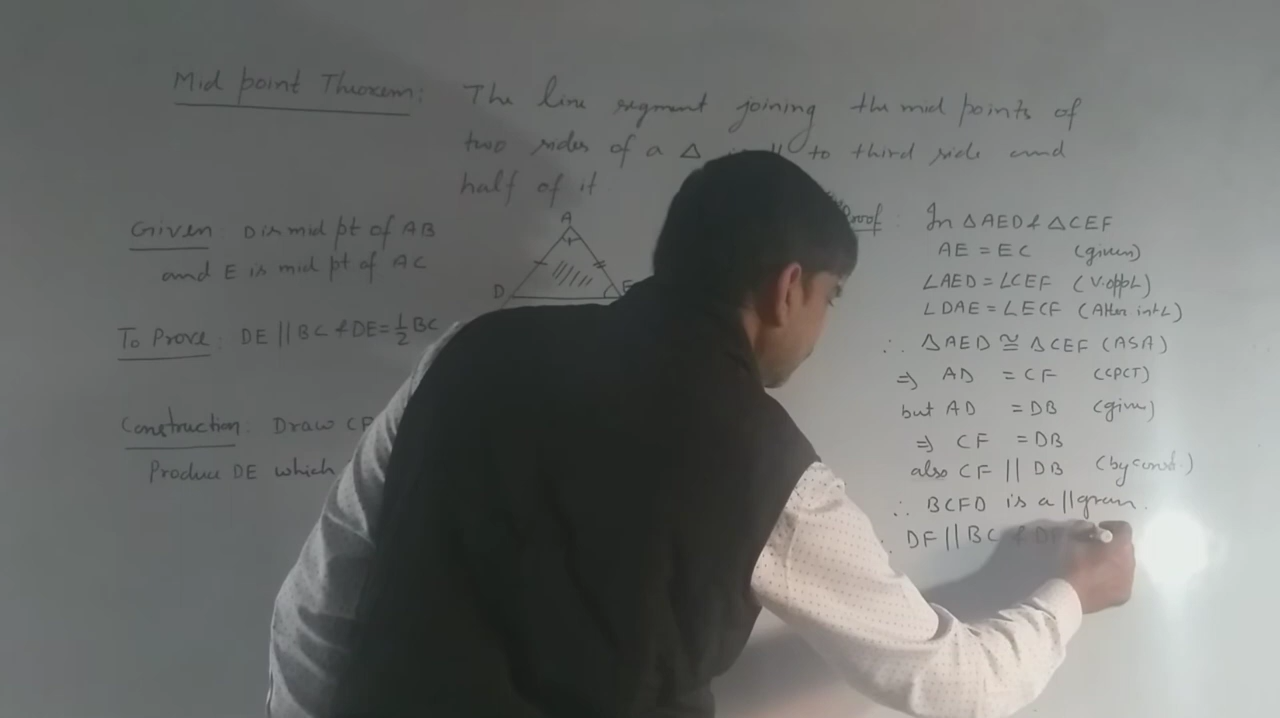 Mid point Theorem: The line segment joining the mid points of
two sides of a Δ || to third side and
half of it
Given: D is mid pt of AB
and E is mid pt of AC
To Prove: DE || BC & DE = 1/2 BC
Construction: Draw CF
Produce DE which
A
D
E
Proof: In ΔAED & ΔCEF
AE = EC (given)
∠AED = ∠CEF (V.opp∠)
∠DAE = ∠ECF (Alter int∠)
∴ ΔAED ≅ ΔCEF (ASA)
⇒ AD = CF (CPCT)
but AD = DB (given)
⇒ CF = DB
also CF || DB (by const.)
∴ BCFD is a ||gram.
DF || BC & DF